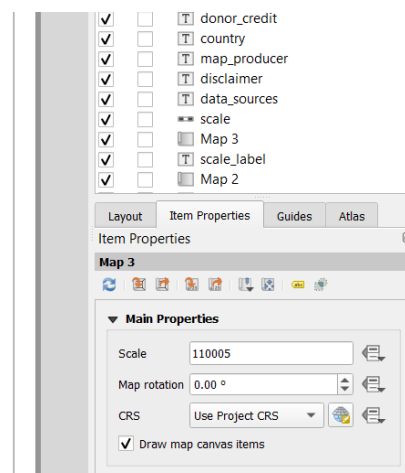 donor_credit
country
map_producer
disclaimer
data_sources
scale
Map 3
scale_label
Map 2
Layout Item Properties Guides Atlas
Item Properties
Map 3
Main Properties
Scale 110005
Map rotation 0.00 °
CRS Use Project CRS
Draw map canvas items